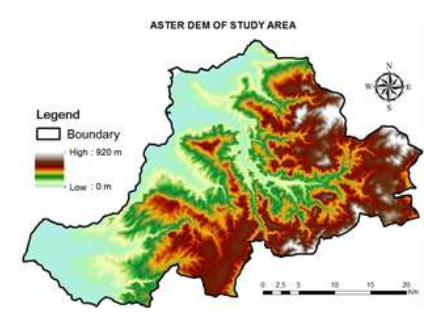 ASTER DEM OF STUDY AREA
N
W E
S
Legend
Boundary
High : 920 m
Low : 0 m
0 2.5 5 10 15 20
Km